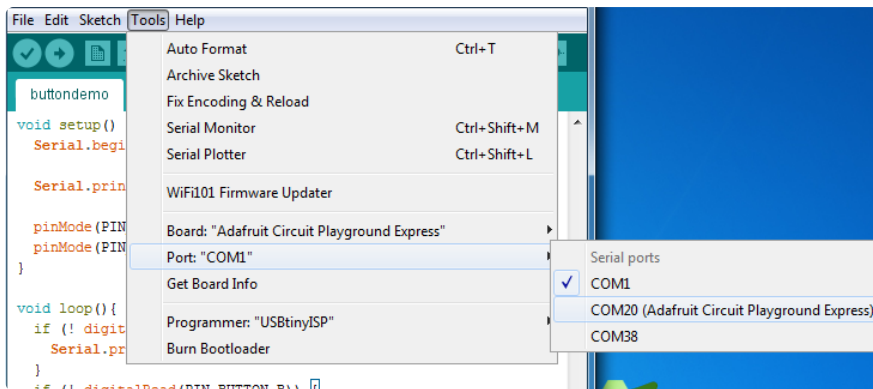 File Edit Sketch Tools Help
Auto Format Ctrl+T
Archive Sketch
Fix Encoding & Reload
Serial Monitor Ctrl+Shift+M
Serial Plotter Ctrl+Shift+L
WiFi101 Firmware Updater
Board: "Adafruit Circuit Playground Express"
Port: "COM1"
Get Board Info
Programmer: "USBtinyISP"
Burn Bootloader
Serial ports
COM1
COM20 (Adafruit Circuit Playground Express)
COM38
buttondemo
void setup()
Serial.begi
Serial.prin
pinMode(PIN
pinMode(PIN
}
void loop(){
if (! digit
Serial.pr
}
if (! digitalRead(PIN_BUTTON_B)) {